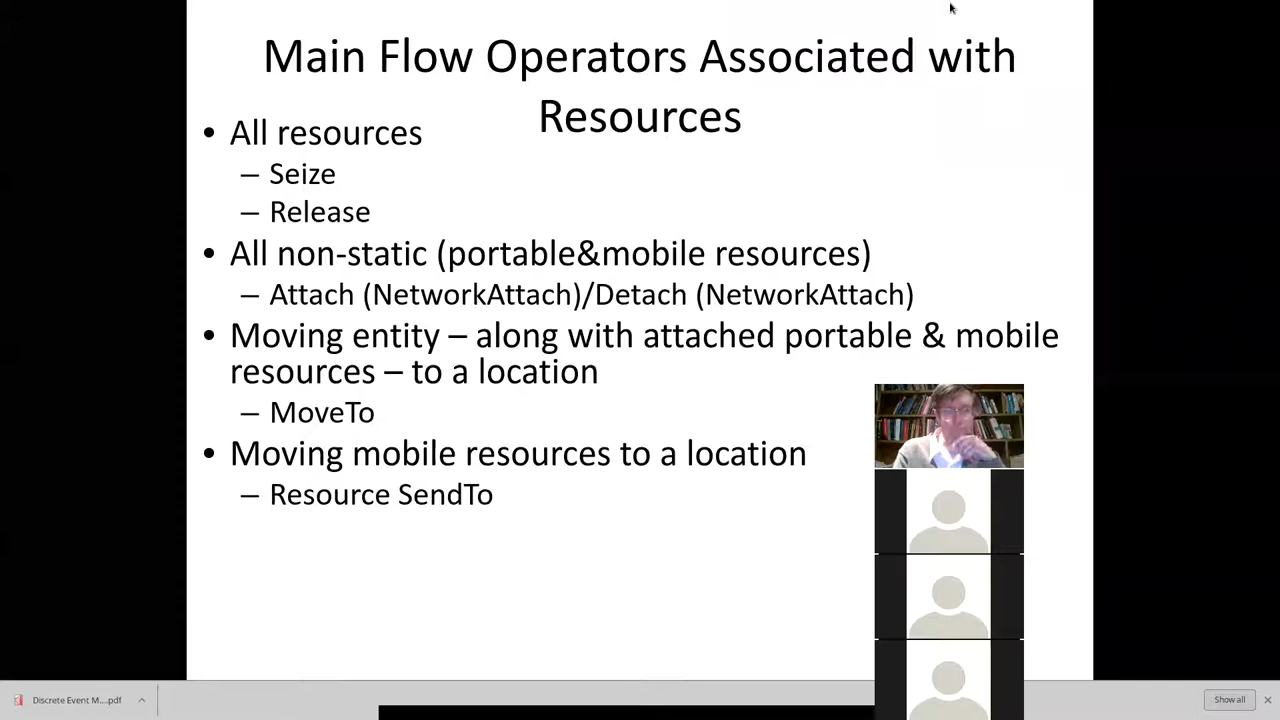 Main Flow Operators Associated with
Resources
• All resources
– Seize
– Release
• All non-static (portable&mobile resources)
– Attach (NetworkAttach)/Detach (NetworkAttach)
• Moving entity – along with attached portable & mobile
resources – to a location
– MoveTo
• Moving mobile resources to a location
– Resource SendTo
Discrete Event M....pdf
Show all